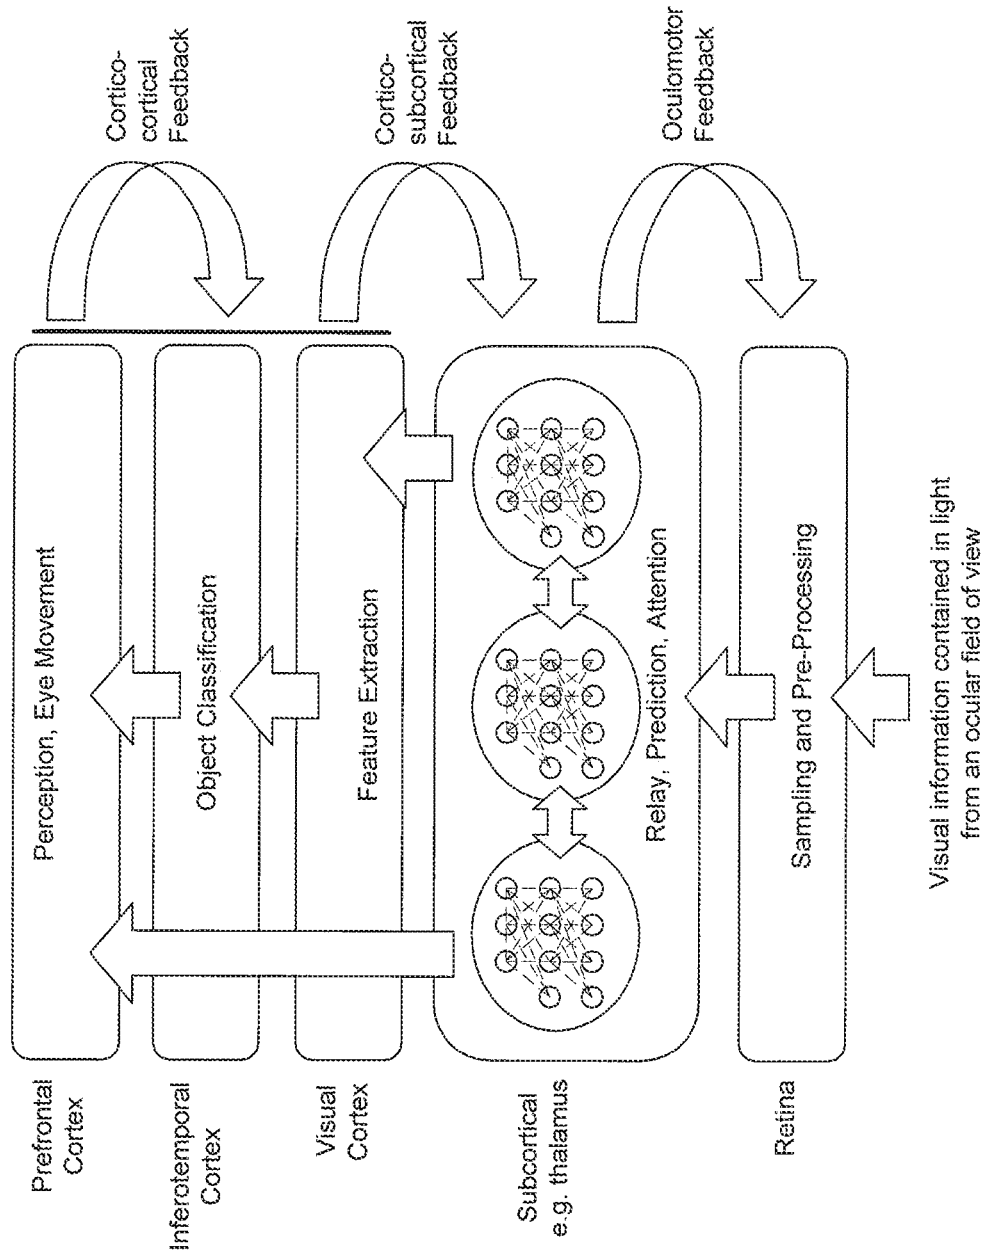 Prefrontal
Cortex
Perception, Eye Movement
Cortico-
cortical
Feedback
Inferotemporal
Cortex
Object Classification
Visual
Cortex
Feature Extraction
Cortico-
subcortical
Feedback
Subcortical
e.g. thalamus
Relay, Prediction, Attention
Oculomotor
Feedback
Retina
Sampling and Pre-Processing
Visual information contained in light
from an ocular field of view